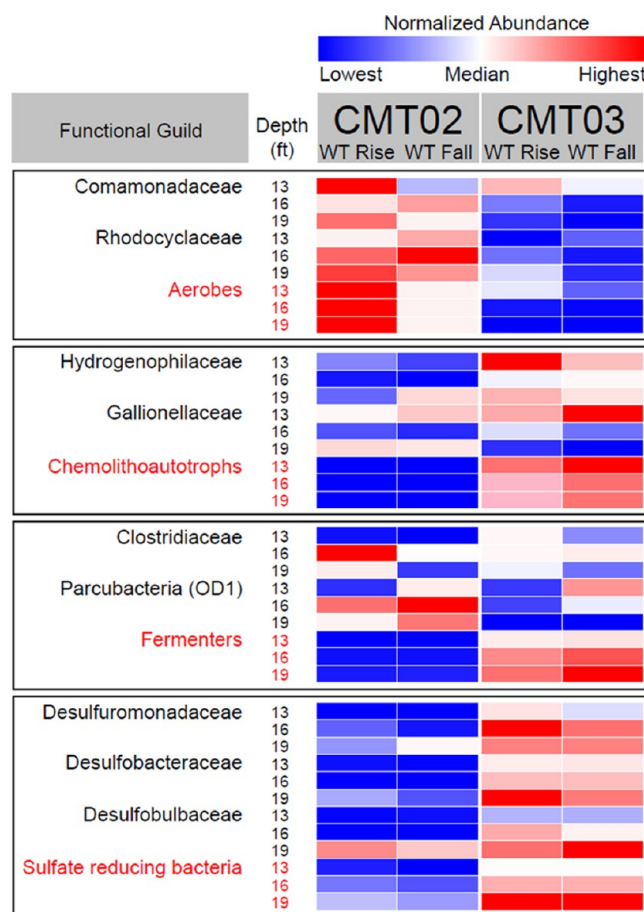 Normalized Abundance
Lowest Median Highest
Functional Guild Depth (ft) CMT02 CMT03
WT Rise WT Fall WT Rise WT Fall
Comamonadaceae 13
16
19
Rhodocyclaceae 13
16
19
Aerobes 13
16
19
Hydrogenophilaceae 13
16
19
Gallionellaceae 13
16
19
Chemolithoautotrophs 13
16
19
Clostridiaceae 13
16
19
Parcubacteria (OD1) 13
16
19
Fermenters 13
16
19
Desulfuromonadaceae 13
16
19
Desulfobacteraceae 13
16
19
Desulfobulbaceae 13
16
19
Sulfate reducing bacteria 13
16
19